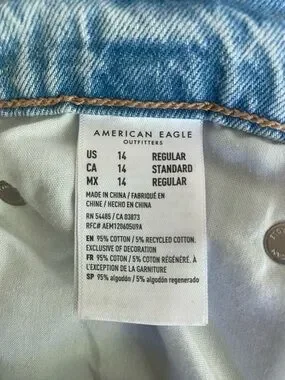 AMERICAN EAGLE
OUTFITTERS
US 14 REGULAR
CA 14 STANDARD
MX 14 REGULAR
MADE IN CHINA / FABRIQUÉ EN
CHINE / HECHO EN CHINA
RN 54485 / CA 03873
RFC# AEM120605U9A
EN 95% COTTON / 5% RECYCLED COTTON.
EXCLUSIVE OF DECORATION
FR 95% COTON / 5% COTON RÉGÉNÉRÉ. À
L'EXCEPTION DE LA GARNITURE
SP 95% algodón / 5% algodón regenerado